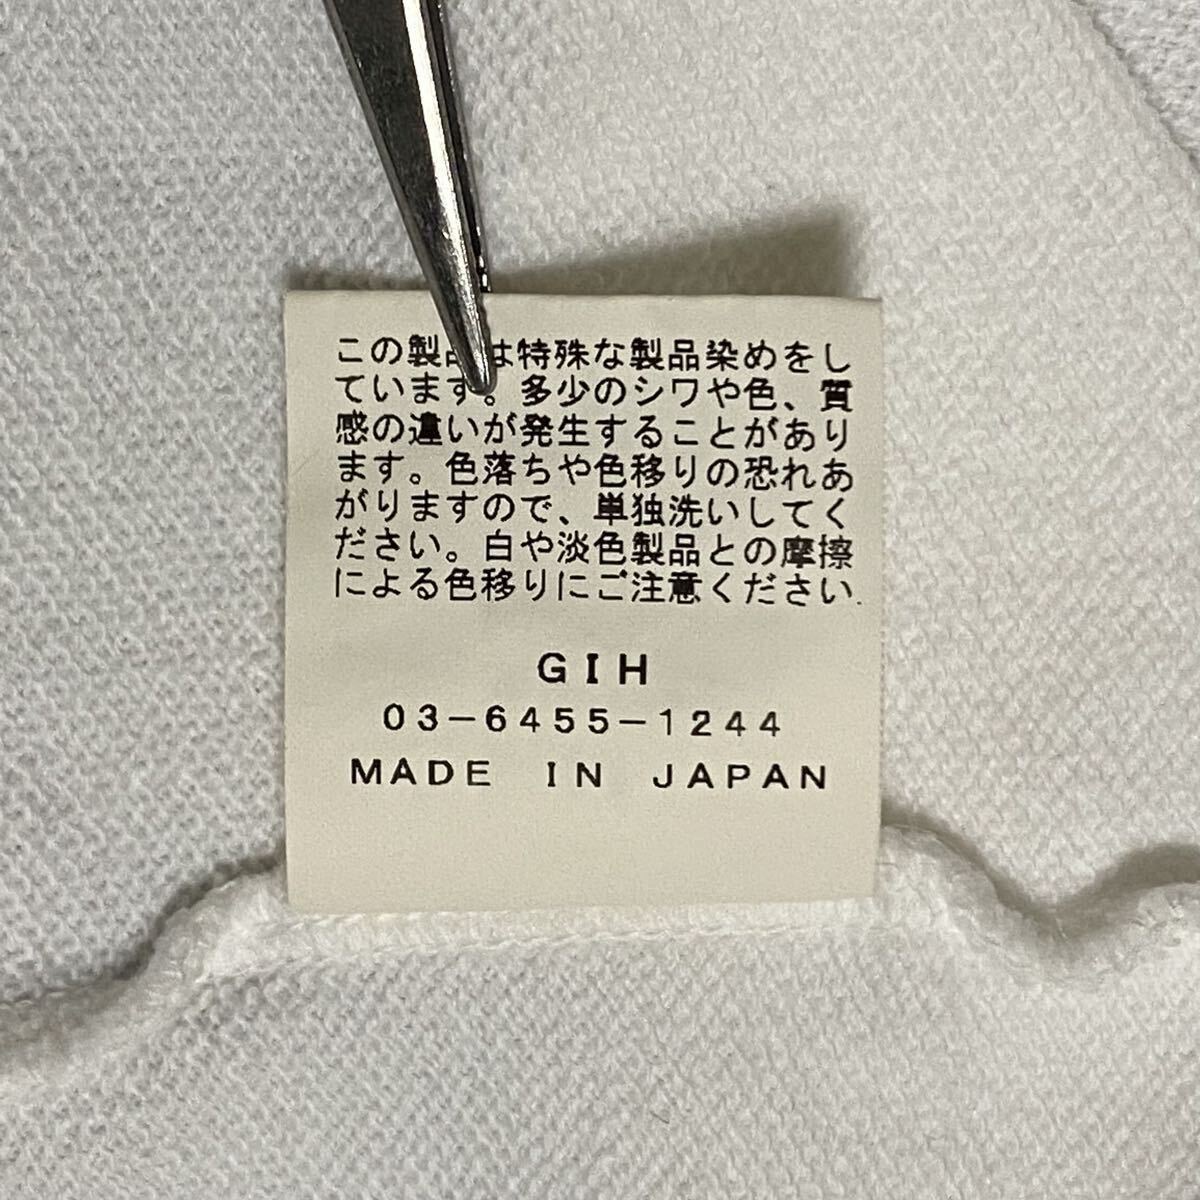 この製品は特殊な製品染めをし
ています。多少のシワや色、質
感の違いが発生することがあり
ます。色落ちや色移りの恐れあ
がりますので、単独洗いしてく
ださい。白や淡色製品との摩擦
による色移りにご注意ください.
GIH
03-6455-1244
MADE IN JAPAN